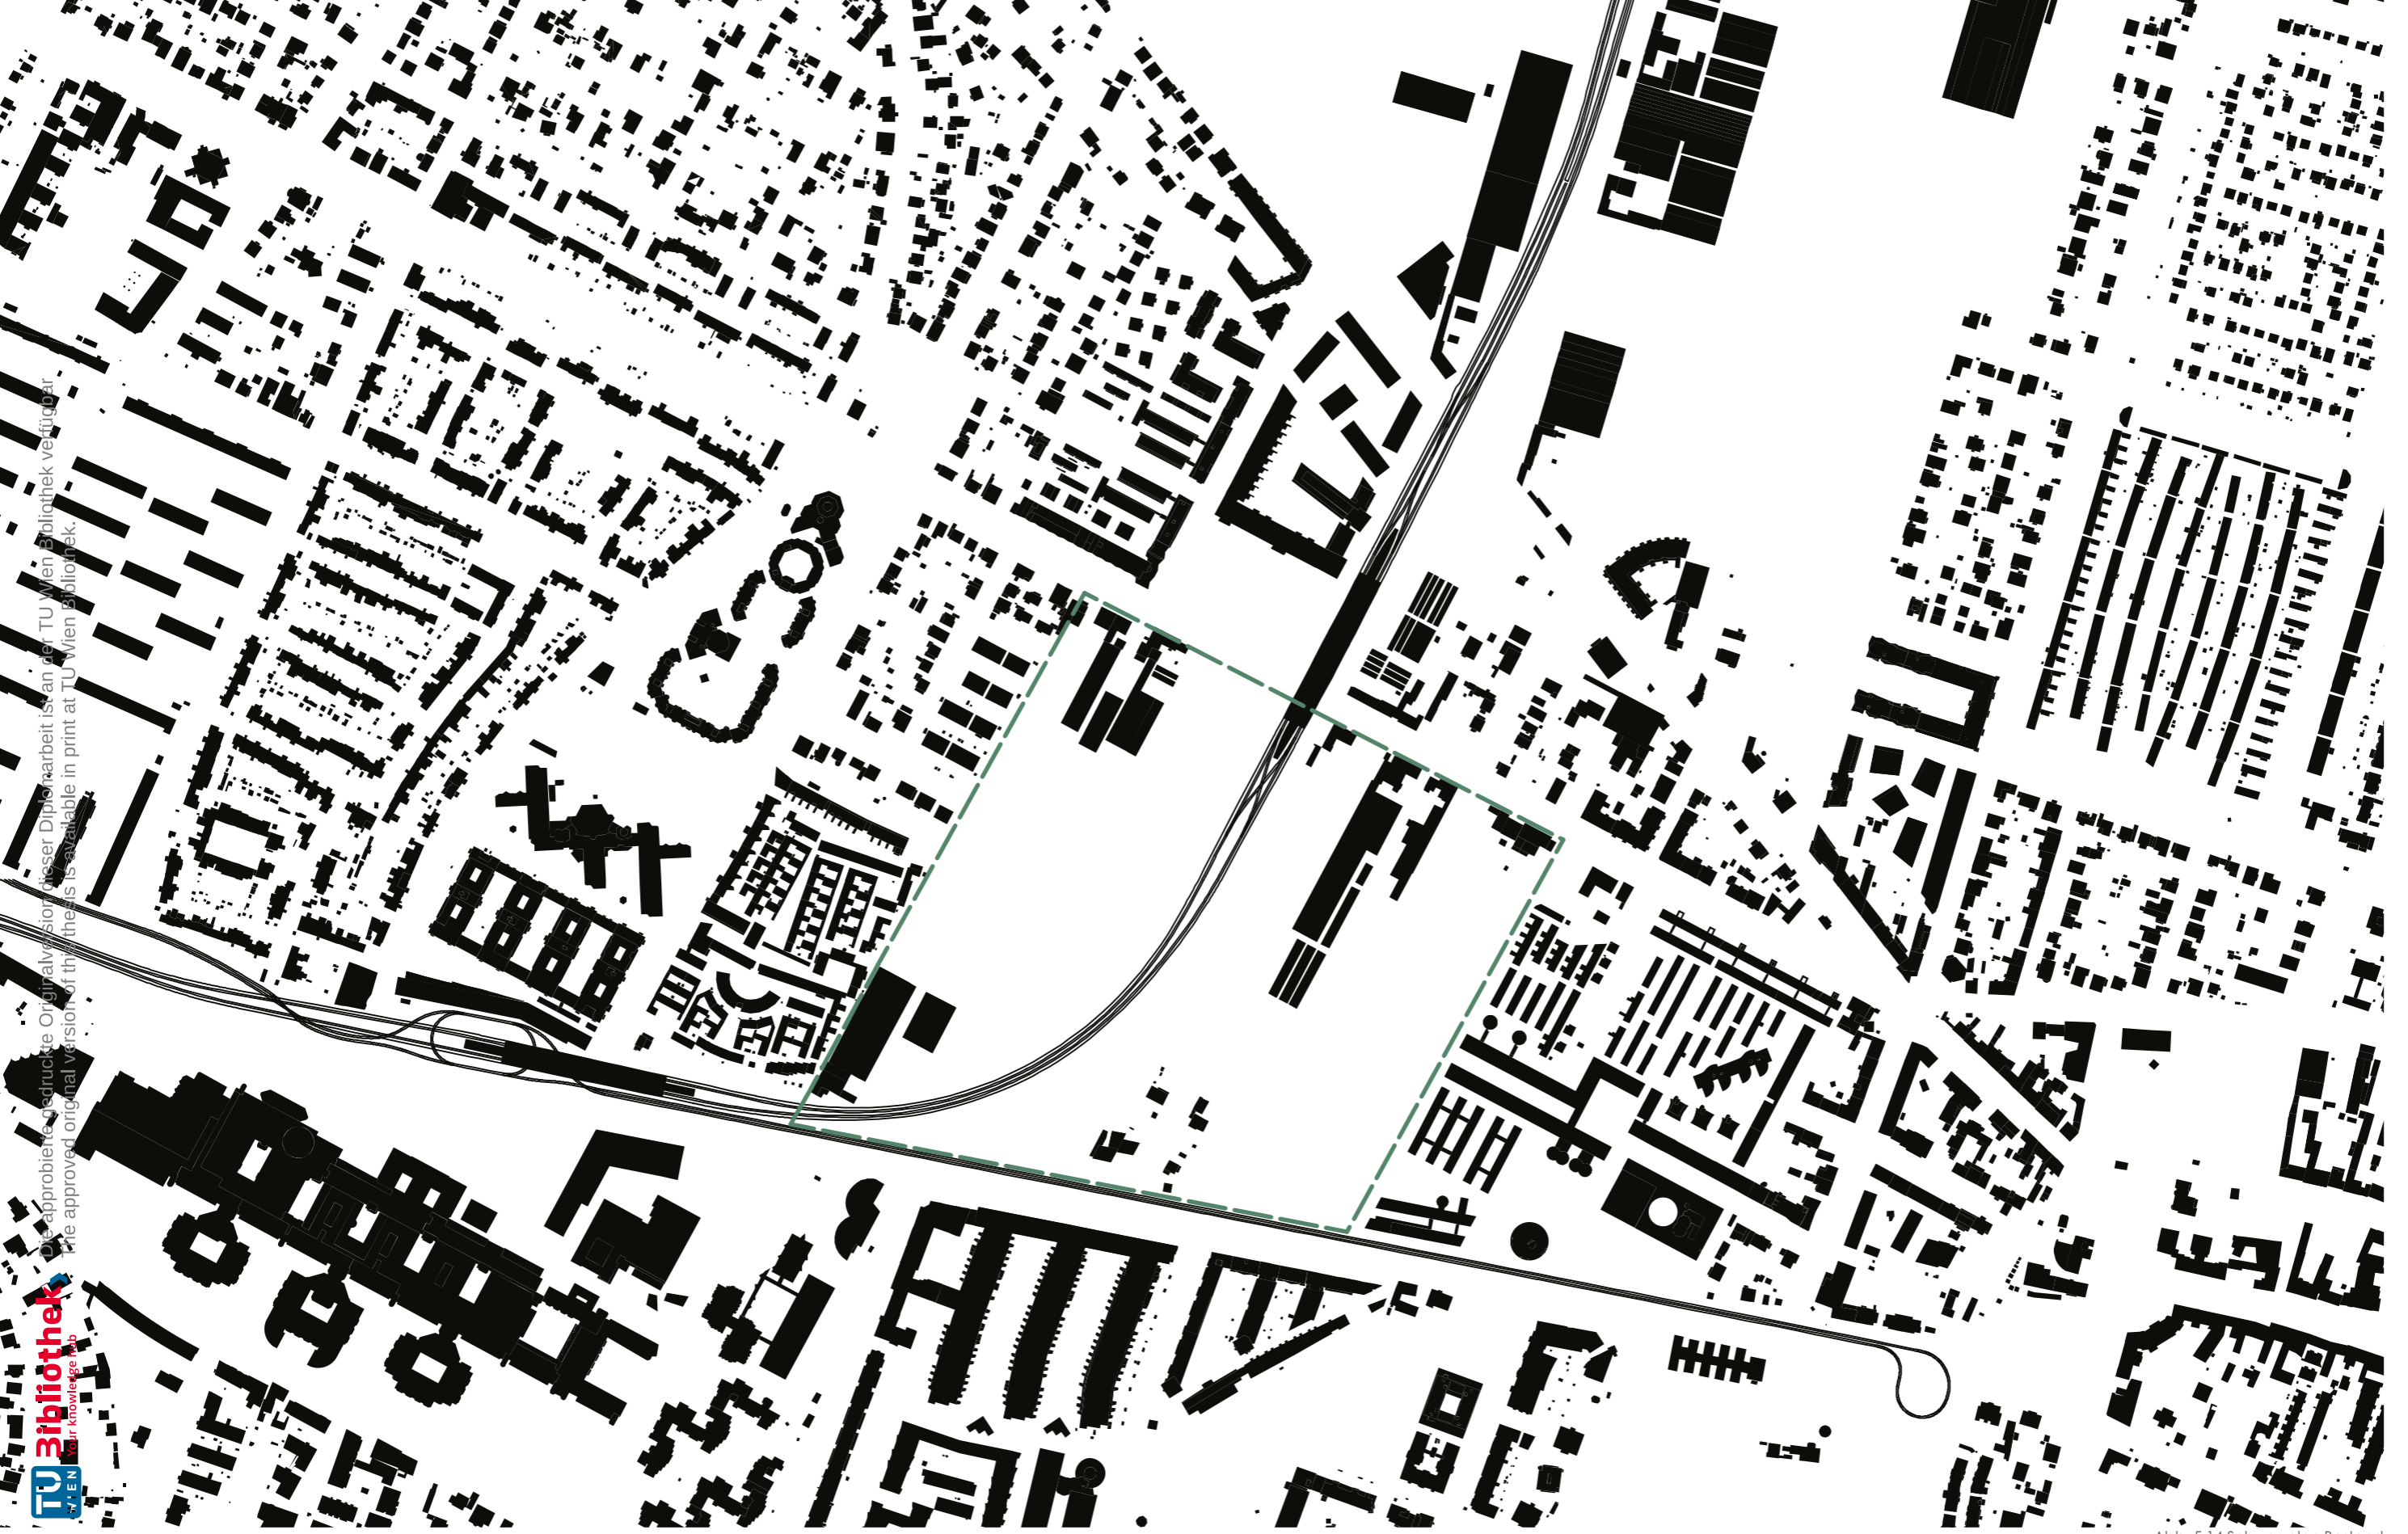 Die approbierte gedruckte Originalversion dieser Diplomarbeit ist an der TU Wien Bibliothek verfügbar
The approved original version of this thesis is available in print at TU Wien Bibliothek.
Bibliothek
Your knowledge hub
TU
WIEN